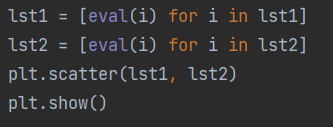 lst1 = [eval(i) for i in lst1]
lst2 = [eval(i) for i in lst2]
plt.scatter(lst1, lst2)
plt.show()